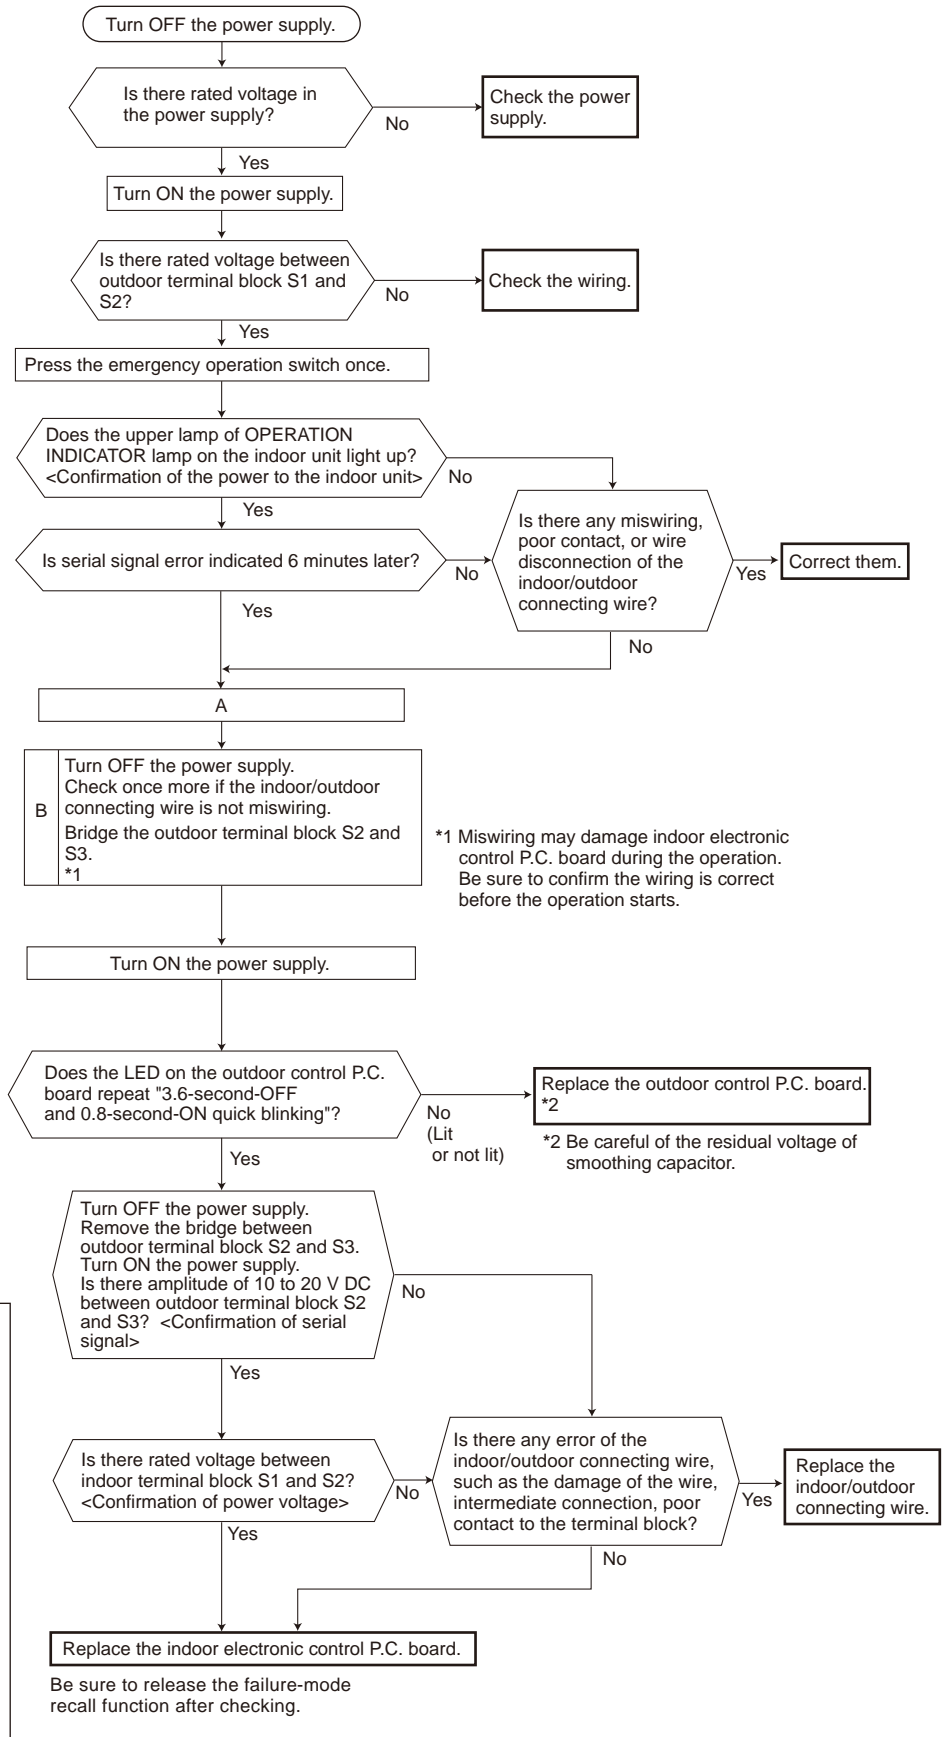 Turn OFF the power supply.
Is there rated voltage in
the power supply?
No
Check the power
supply.
Yes
Turn ON the power supply.
Is there rated voltage between
outdoor terminal block S1 and
S2?
No
Check the wiring.
Yes
Press the emergency operation switch once.
Does the upper lamp of OPERATION
INDICATOR lamp on the indoor unit light up?
<Confirmation of the power to the indoor unit>
No
Yes
Is serial signal error indicated 6 minutes later?
No
Is there any miswiring,
poor contact, or wire
disconnection of the
indoor/outdoor
connecting wire?
Yes
Correct them.
Yes
No
A
B
Turn OFF the power supply.
Check once more if the indoor/outdoor
connecting wire is not miswiring.
Bridge the outdoor terminal block S2 and
S3.
*1
*1 Miswiring may damage indoor electronic
control P.C. board during the operation.
Be sure to confirm the wiring is correct
before the operation starts.
Turn ON the power supply.
Does the LED on the outdoor control P.C.
board repeat "3.6-second-OFF
and 0.8-second-ON quick blinking"?
No
(Lit
or not lit)
Replace the outdoor control P.C. board.
*2
*2 Be careful of the residual voltage of
smoothing capacitor.
Yes
Turn OFF the power supply.
Remove the bridge between
outdoor terminal block S2 and S3.
Turn ON the power supply.
Is there amplitude of 10 to 20 V DC
between outdoor terminal block S2
and S3? <Confirmation of serial
signal>
No
Yes
Is there rated voltage between
indoor terminal block S1 and S2?
<Confirmation of power voltage>
No
Is there any error of the
indoor/outdoor connecting wire,
such as the damage of the wire,
intermediate connection, poor
contact to the terminal block?
Yes
Replace the
indoor/outdoor
connecting wire.
Yes
No
Replace the indoor electronic control P.C. board.
Be sure to release the failure-mode
recall function after checking.